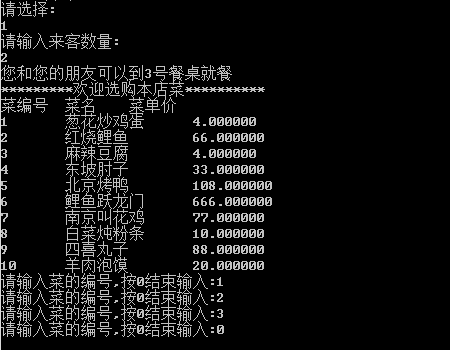 请选择:
1
请输入来客数量:
2
您和您的朋友可以到3号餐桌就餐
*********欢迎选购本店菜**********
菜编号 菜名 菜单价
1 葱花炒鸡蛋 4.000000
2 红烧鲤鱼 66.000000
3 麻辣豆腐 4.000000
4 东坡肘子 33.000000
5 北京烤鸭 108.000000
6 鲤鱼跃龙门 666.000000
7 南京叫花鸡 77.000000
8 白菜炖粉条 10.000000
9 四喜丸子 88.000000
10 羊肉泡馍 20.000000
请输入菜的编号,按0结束输入:1
请输入菜的编号,按0结束输入:2
请输入菜的编号,按0结束输入:3
请输入菜的编号,按0结束输入:0